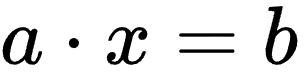 a · x = b